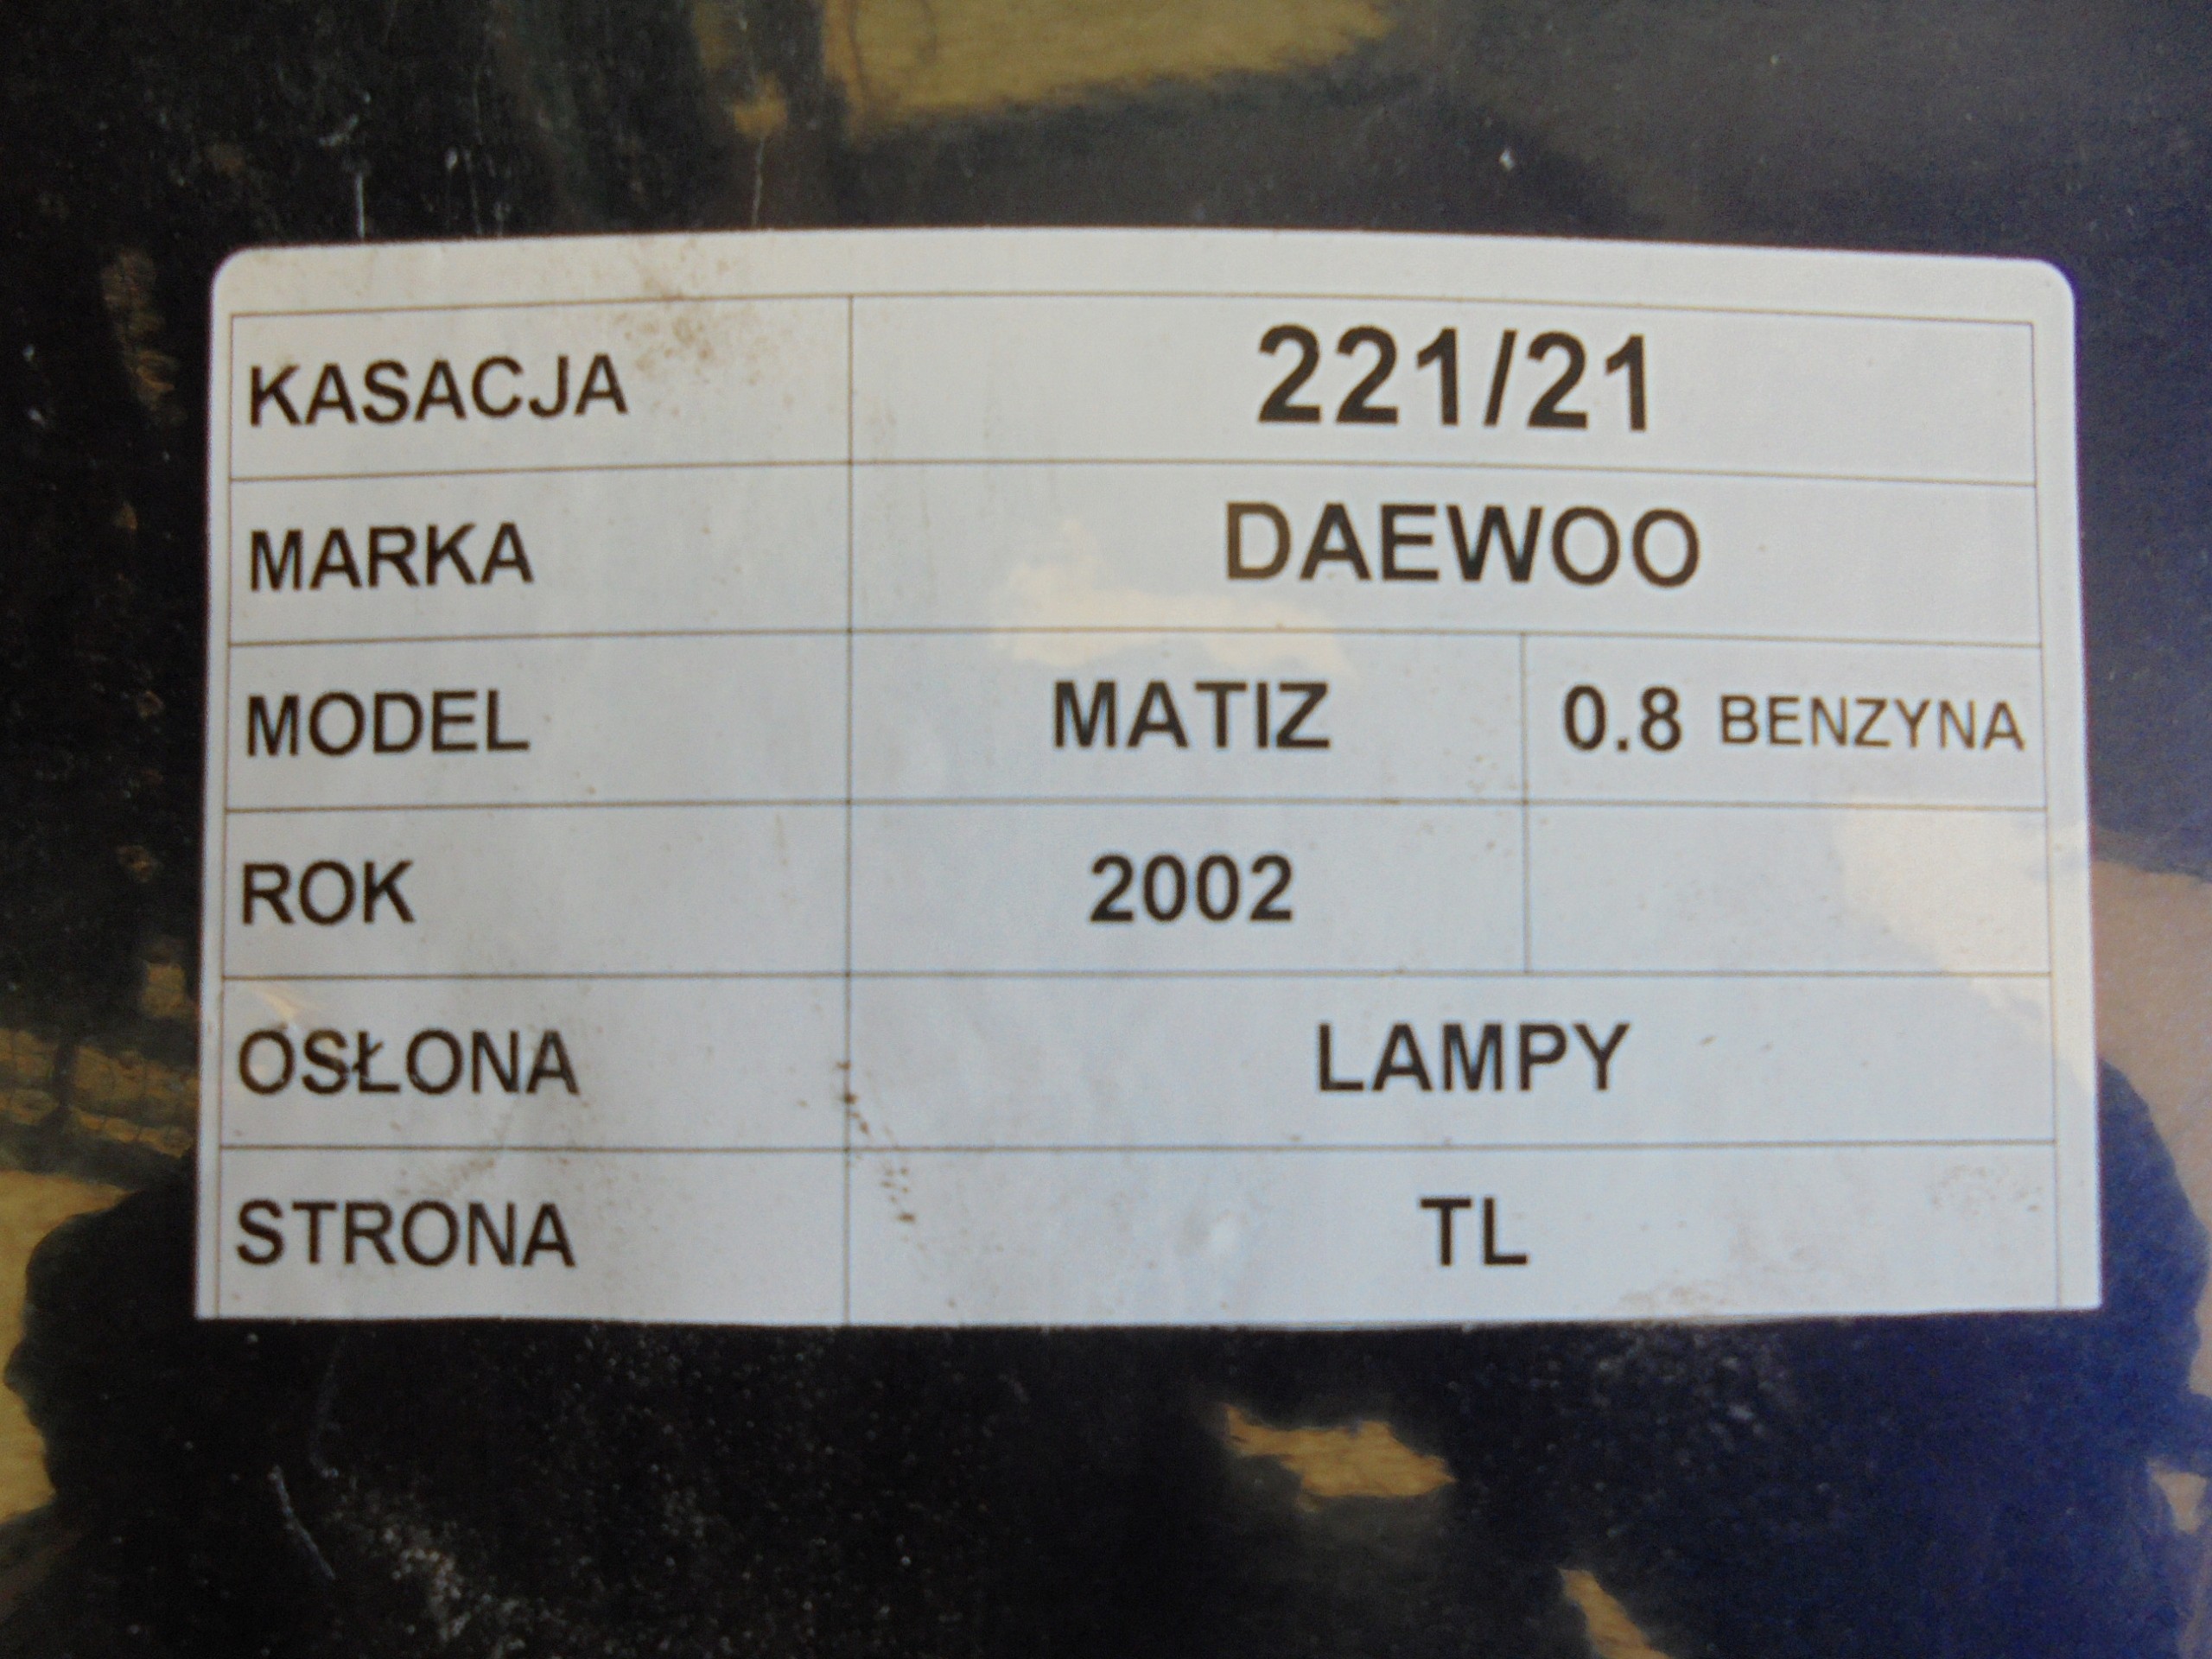 KASACJA 221/21
MARKA DAEWOO
MODEL MATIZ 0.8 BENZYNA
ROK 2002
OSŁONA LAMPY
STRONA TL